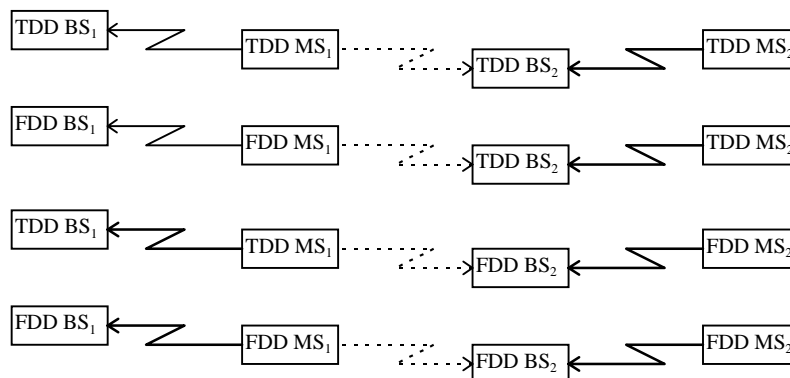 TDD BS₁ TDD MS₁ TDD BS₂ TDD MS₂
FDD BS₁ FDD MS₁ TDD BS₂ TDD MS₂
TDD BS₁ TDD MS₁ FDD BS₂ FDD MS₂
FDD BS₁ FDD MS₁ FDD BS₂ FDD MS₂